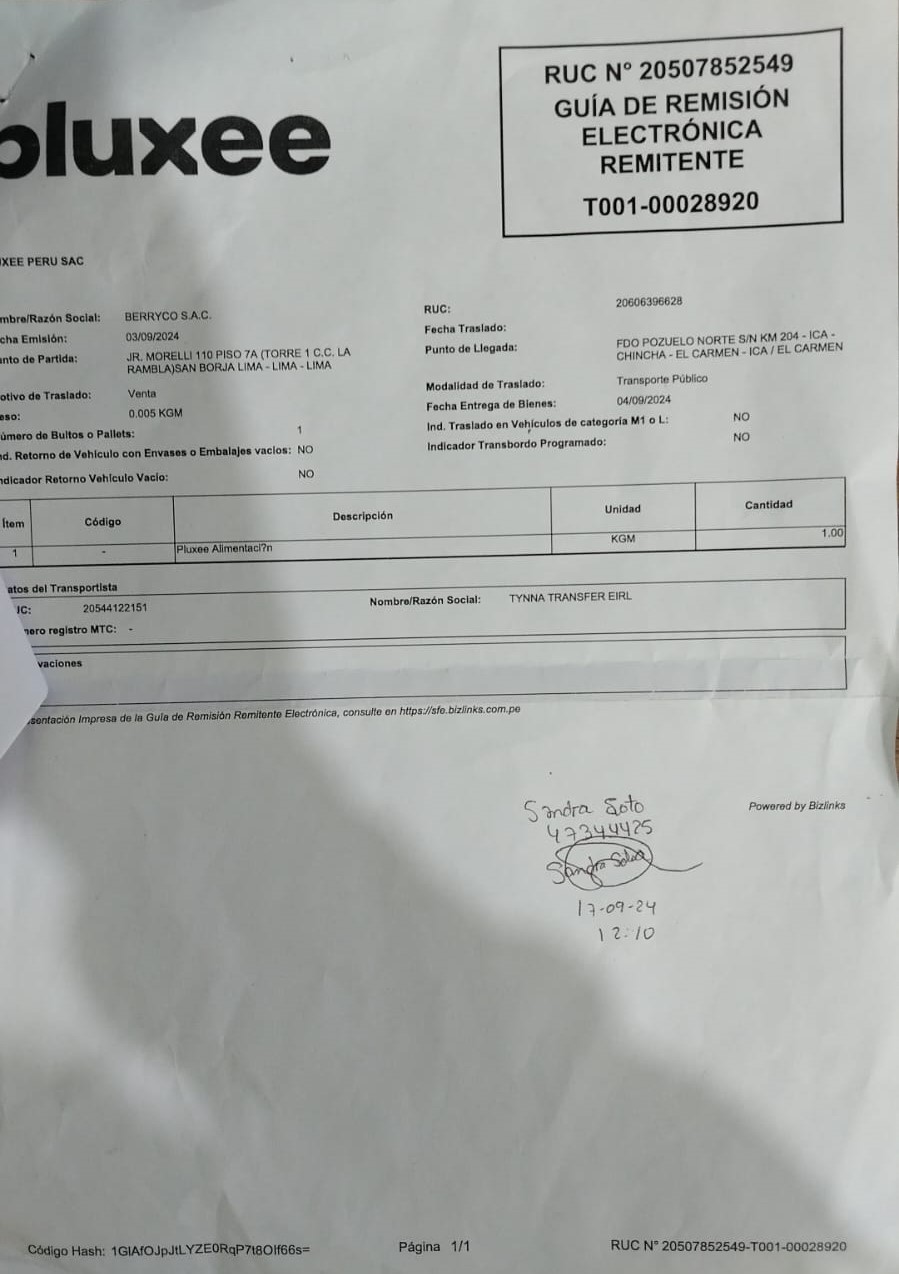 pluxee
RUC N° 20507852549
GUÍA DE REMISIÓN
ELECTRÓNICA
REMITENTE
T001-00028920
XEE PERU SAC
mbre/Razón Social: BERRYCO S.A.C.
RUC: 20606396628
cha Emisión: 03/09/2024
Fecha Traslado:
nto de Partida: JR. MORELLI 110 PISO 7A (TORRE 1 C.C. LA
RAMBLA)SAN BORJA LIMA - LIMA - LIMA
Punto de Llegada: FDO POZUELO NORTE S/N KM 204 - ICA -
CHINCHA - EL CARMEN - ICA / EL CARMEN
otivo de Traslado: Venta
Modalidad de Traslado: Transporte Público
eso: 0.005 KGM
Fecha Entrega de Bienes: 04/09/2024
úmero de Bultos o Pallets: 1
Ind. Traslado en Vehículos de categoría M1 o L: NO
nd. Retorno de Vehículo con Envases o Embalajes vacíos: NO
Indicador Transbordo Programado: NO
ndicador Retorno Vehículo Vacío: NO
Ítem Código Descripción Unidad Cantidad
1 - Pluxee Alimentaci?n KGM 1.00
atos del Transportista
UC: 20544122151 Nombre/Razón Social: TYNNA TRANSFER EIRL
nero registro MTC: -
vaciones
sentación Impresa de la Guía de Remisión Remitente Electrónica, consulte en https://sfe.bizlinks.com.pe
Powered by Bizlinks
Sandra Soto
47344425
17-09-24
12:10
Código Hash: 1GIAfOJpJtLYZE0RqP7t8OIf66s= Página 1/1 RUC N° 20507852549-T001-00028920